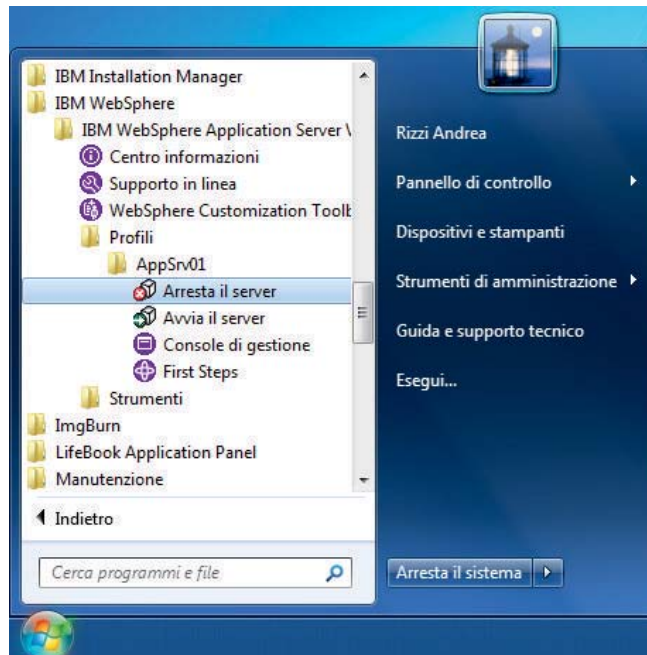 IBM Installation Manager
IBM WebSphere
IBM WebSphere Application Server
Centro informazioni
Supporto in linea
WebSphere Customization Toolb
Profili
AppSrv01
Arresta il server
Avvia il server
Console di gestione
First Steps
Strumenti
ImgBurn
LifeBook Application Panel
Manutenzione
Indietro
Cerca programmi e file
Rizzi Andrea
Pannello di controllo
Dispositivi e stampanti
Strumenti di amministrazione
Guida e supporto tecnico
Esegui...
Arresta il sistema